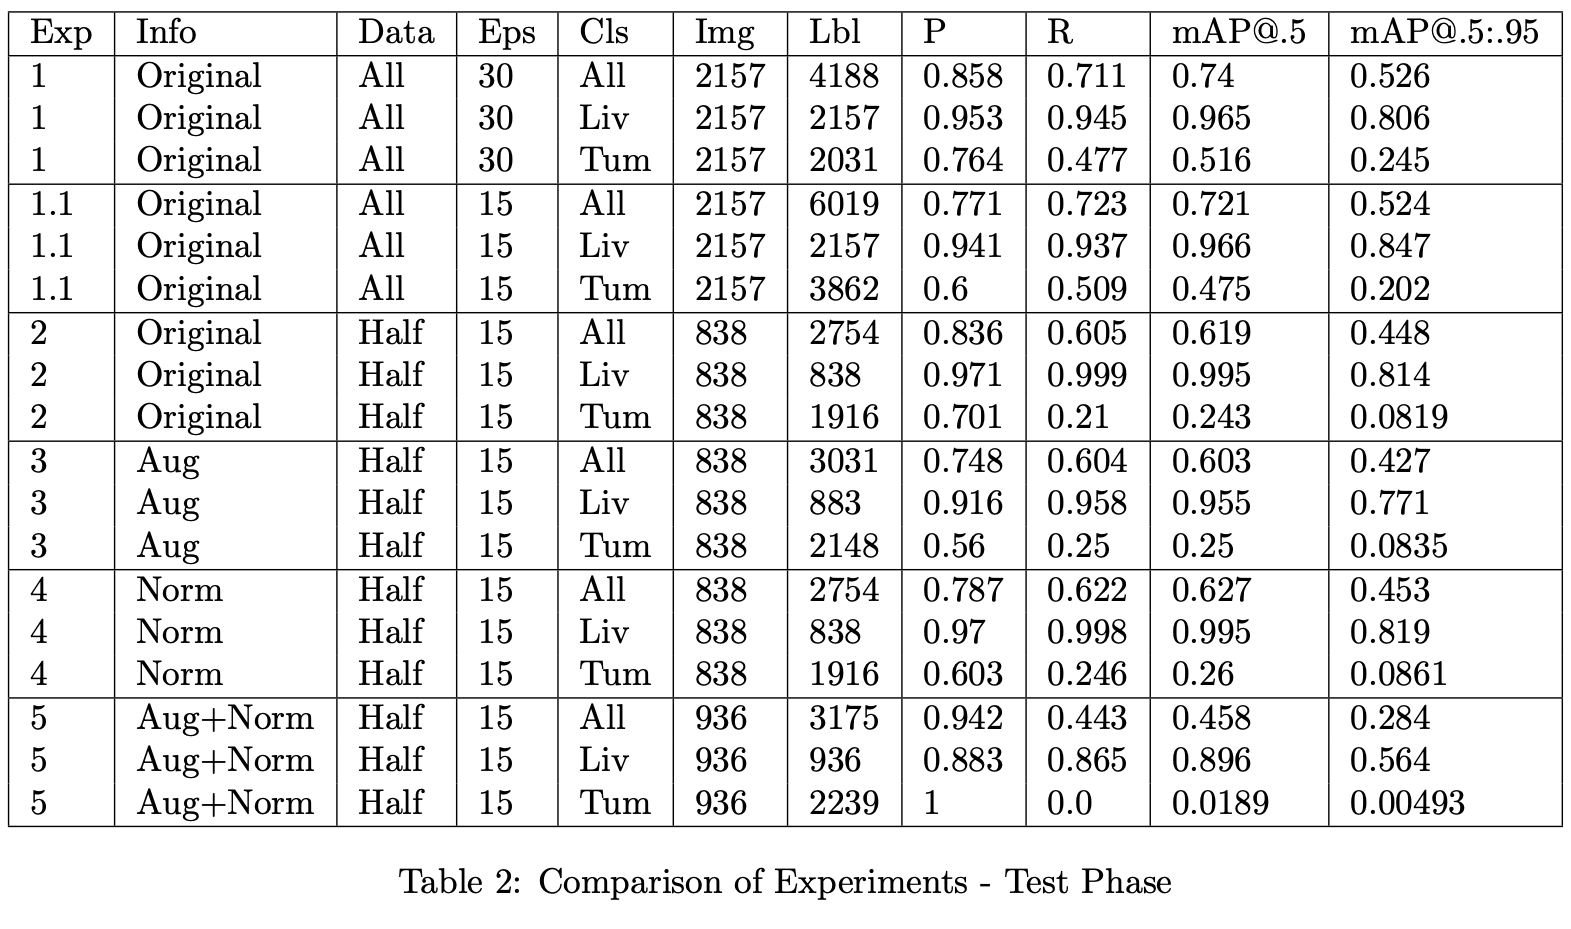 Exp Info Data Eps Cls Img Lbl P R mAP@.5 mAP@.5:.95
1 Original All 30 All 2157 4188 0.858 0.711 0.74 0.526
1 Original All 30 Liv 2157 2157 0.953 0.945 0.965 0.806
1 Original All 30 Tum 2157 2031 0.764 0.477 0.516 0.245
1.1 Original All 15 All 2157 6019 0.771 0.723 0.721 0.524
1.1 Original All 15 Liv 2157 2157 0.941 0.937 0.966 0.847
1.1 Original All 15 Tum 2157 3862 0.6 0.509 0.475 0.202
2 Original Half 15 All 838 2754 0.836 0.605 0.619 0.448
2 Original Half 15 Liv 838 838 0.971 0.999 0.995 0.814
2 Original Half 15 Tum 838 1916 0.701 0.21 0.243 0.0819
3 Aug Half 15 All 838 3031 0.748 0.604 0.603 0.427
3 Aug Half 15 Liv 838 883 0.916 0.958 0.955 0.771
3 Aug Half 15 Tum 838 2148 0.56 0.25 0.25 0.0835
4 Norm Half 15 All 838 2754 0.787 0.622 0.627 0.453
4 Norm Half 15 Liv 838 838 0.97 0.998 0.995 0.819
4 Norm Half 15 Tum 838 1916 0.603 0.246 0.26 0.0861
5 Aug+Norm Half 15 All 936 3175 0.942 0.443 0.458 0.284
5 Aug+Norm Half 15 Liv 936 936 0.883 0.865 0.896 0.564
5 Aug+Norm Half 15 Tum 936 2239 1 0.0 0.0189 0.00493
Table 2: Comparison of Experiments - Test Phase